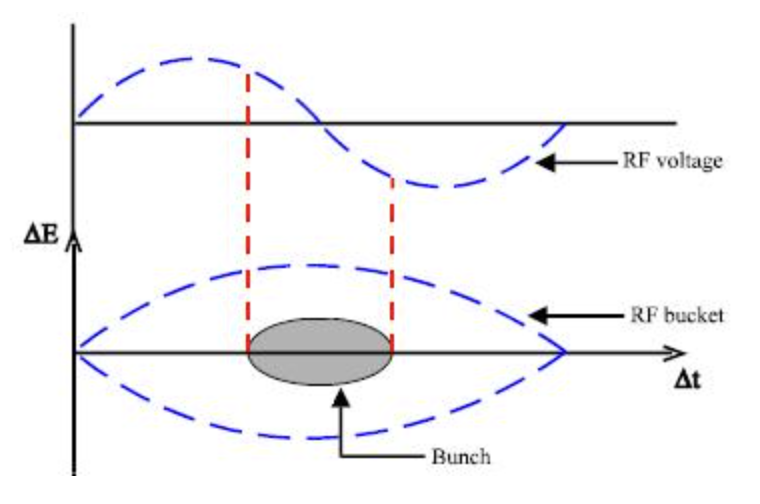 RF voltage
ΔE
RF bucket
Δt
Bunch